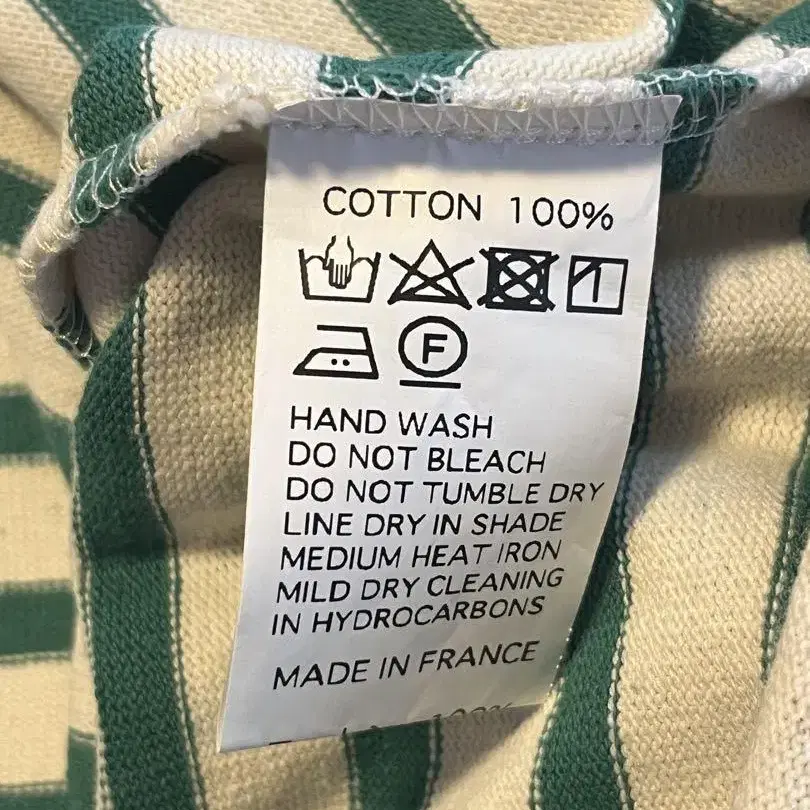 COTTON 100%
F
HAND WASH
DO NOT BLEACH
DO NOT TUMBLE DRY
LINE DRY IN SHADE
MEDIUM HEAT IRON
MILD DRY CLEANING
IN HYDROCARBONS
MADE IN FRANCE
100%